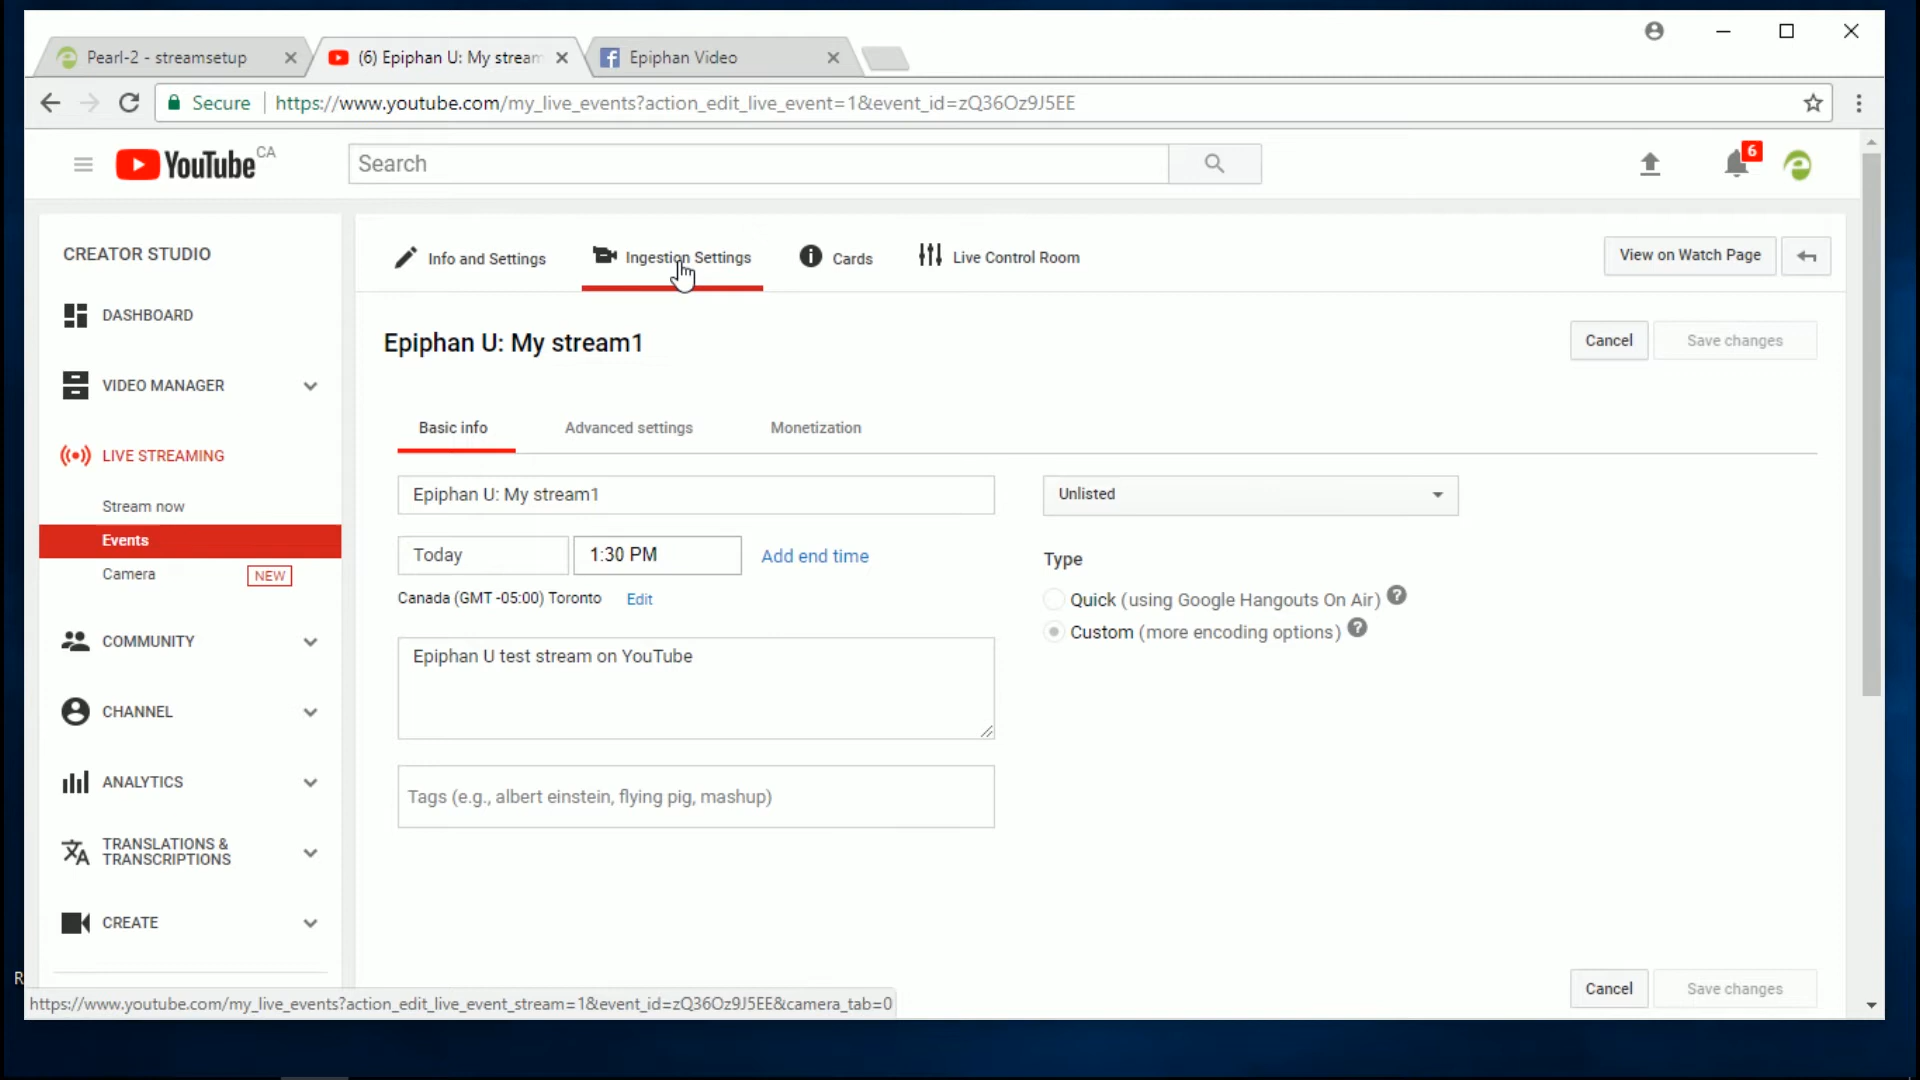 Pearl-2 - streamsetup
(6) Epiphan U: My stream
Epiphan Video
Secure
https://www.youtube.com/my_live_events?action_edit_live_event=1&event_id=zQ36Oz9J5EE
YouTube CA
Search
6
CREATOR STUDIO
DASHBOARD
VIDEO MANAGER
LIVE STREAMING
Stream now
Events
Camera
NEW
COMMUNITY
CHANNEL
ANALYTICS
TRANSLATIONS &
TRANSCRIPTIONS
CREATE
Info and Settings
Ingestion Settings
Cards
Live Control Room
View on Watch Page
Epiphan U: My stream1
Cancel
Save changes
Basic info
Advanced settings
Monetization
Epiphan U: My stream1
Today
1:30 PM
Add end time
Canada (GMT -05:00) Toronto
Edit
Epiphan U test stream on YouTube
Tags (e.g., albert einstein, flying pig, mashup)
Unlisted
Type
Quick (using Google Hangouts On Air)
Custom (more encoding options)
Cancel
Save changes
R
https://www.youtube.com/my_live_events?action_edit_live_event_stream=1&event_id=zQ36Oz9J5EE&camera_tab=0